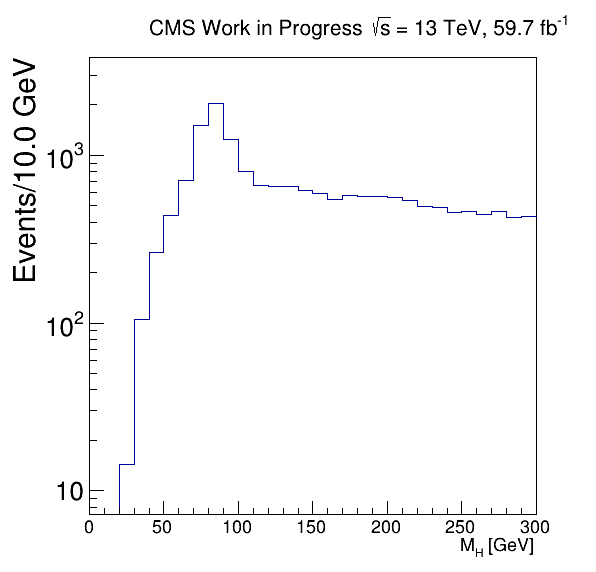 CMS Work in Progress √s = 13 TeV, 59.7 fb⁻¹
Events/10.0 GeV
10³
10²
10
0 50 100 150 200 250 300
M_H [GeV]